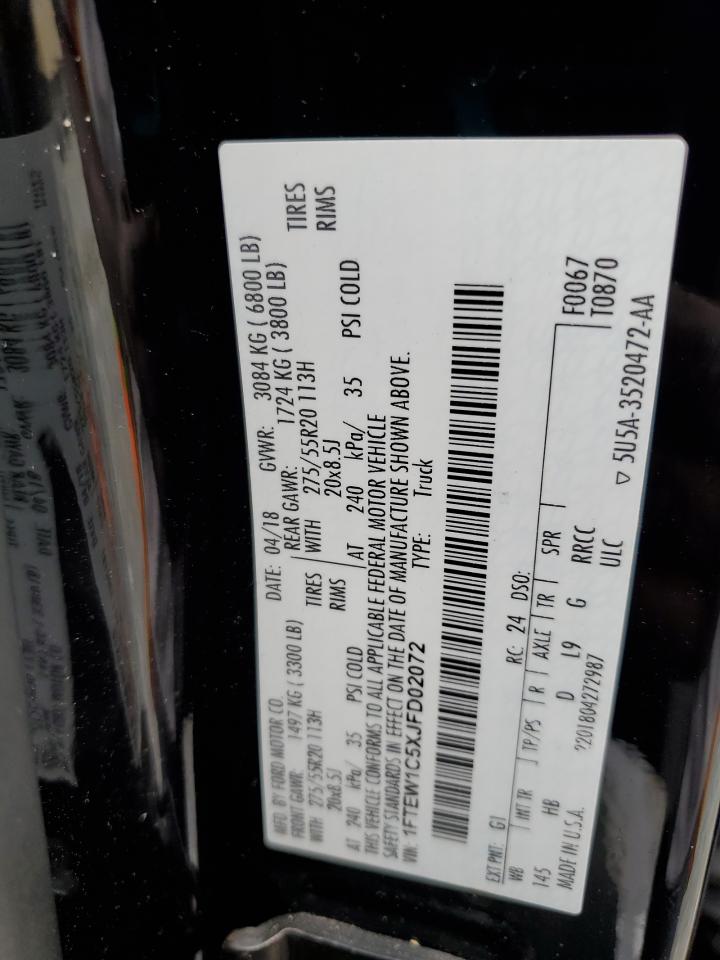 MFD. BY FORD MOTOR CO.
DATE: 04/18 GVWR: 3084 KG ( 6800 LB)
FRONT GAWR: 1497 KG ( 3300 LB) REAR GAWR: 1724 KG ( 3800 LB)
WITH 275/55R20 113H TIRES WITH 275/55R20 113H TIRES
20x8.5J RIMS 20x8.5J RIMS
AT 240 kPa/ 35 PSI COLD AT 240 kPa/ 35 PSI COLD
THIS VEHICLE CONFORMS TO ALL APPLICABLE FEDERAL MOTOR VEHICLE
SAFETY STANDARDS IN EFFECT ON THE DATE OF MANUFACTURE SHOWN ABOVE.
VIN: 1FTEW1C5XJFD02072 TYPE: Truck
EXT PNT: G1 RC: 24 DSO: F0067
WB INT TR TP/PS R AXLE TR SPR T0870
145 HB D L9 G RRCC
MADE IN U.S.A. 2201804272987 ULC ▽ 5U5A-3520472-AA